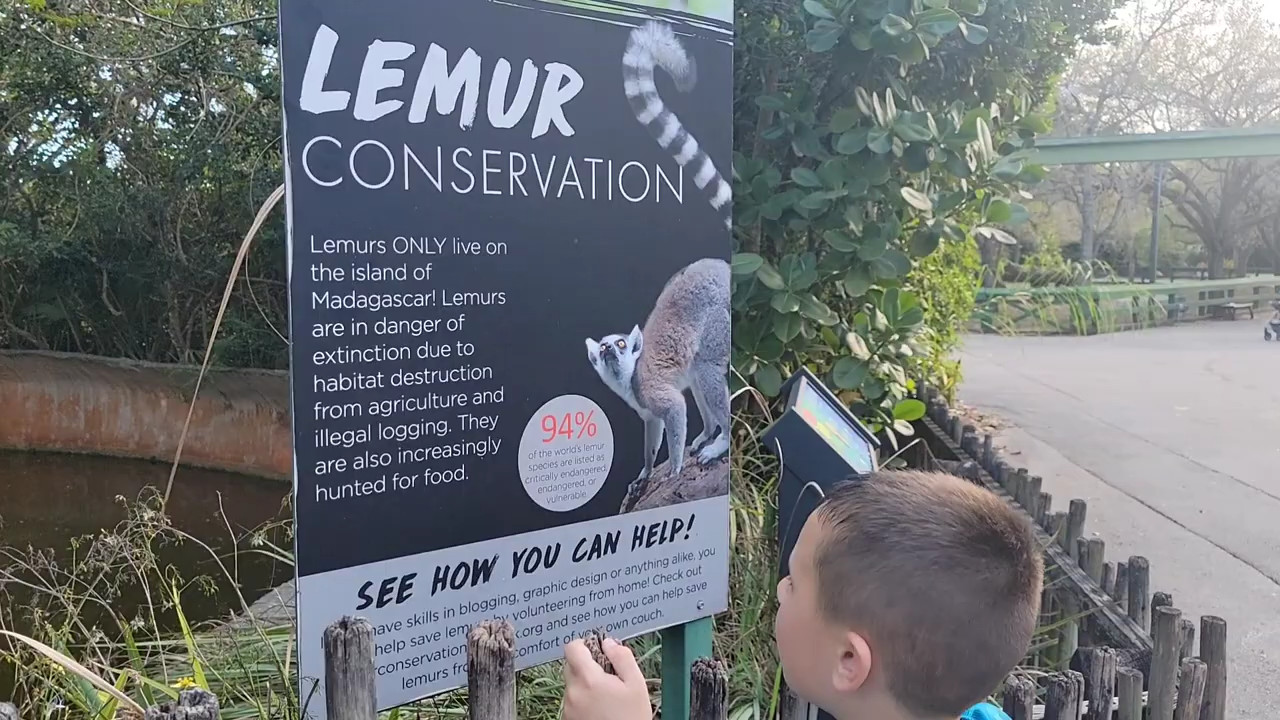 LEMUR
CONSERVATION
Lemurs ONLY live on
the island of
Madagascar! Lemurs
are in danger of
extinction due to
habitat destruction
from agriculture and
illegal logging. They
are also increasingly
hunted for food.
94%
of the world's lemur
species are listed as
critically endangered,
endangered, or
vulnerable.
SEE HOW YOU CAN HELP!
have skills in blogging, graphic design or anything alike, you
help save by volunteering from home! Check out
conservation .org and see how you can help save
lemurs comfort of own couch.